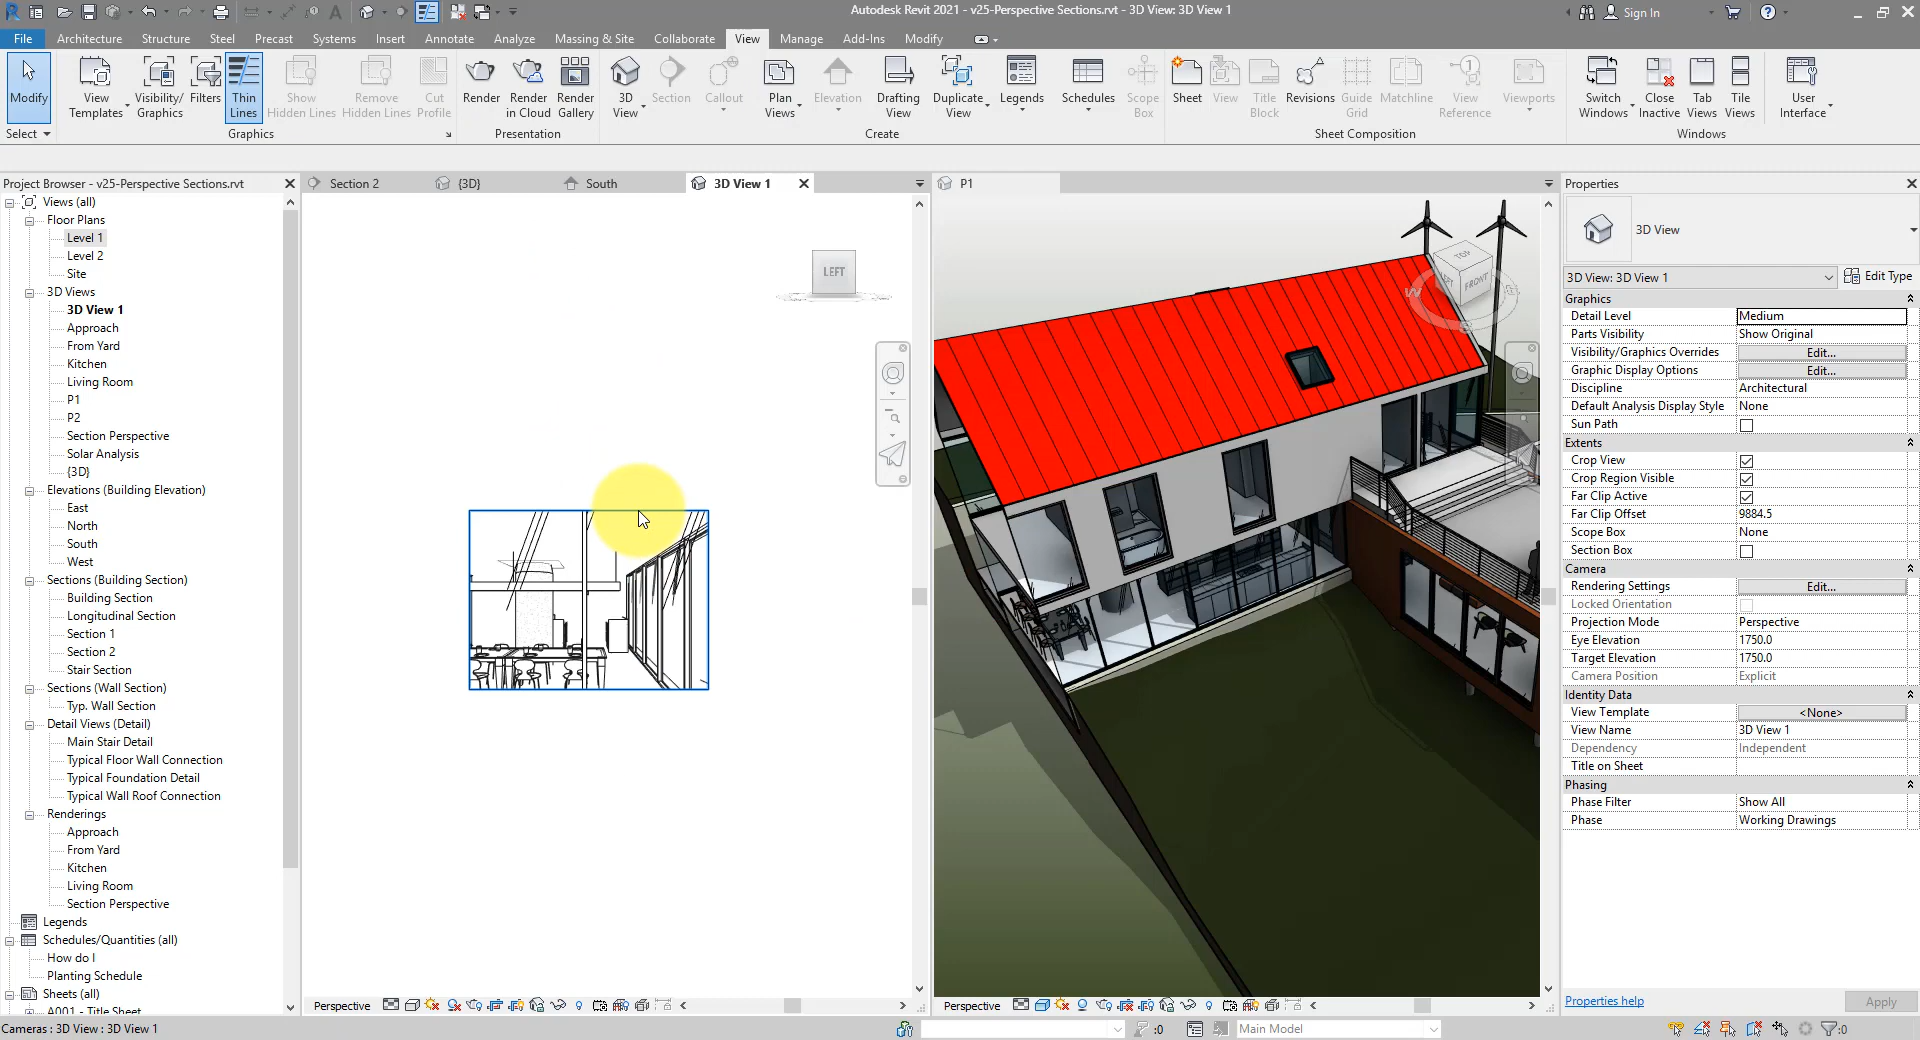 Autodesk Revit 2021 - v25-Perspective Sections.rvt - 3D View: 3D View 1
Sign In
File Architecture Structure Steel Precast Systems Insert Annotate Analyze Massing & Site Collaborate View Manage Add-Ins Modify
Modify
View Templates
Visibility/ Graphics
Filters
Thin Lines
Show Hidden Lines
Remove Hidden Lines
Cut Profile
Render
Render in Cloud
Render Gallery
3D View
Section
Callout
Plan Views
Elevation
Drafting View
Duplicate View
Legends
Schedules
Scope Box
Sheet
View
Title Block
Revisions
Guide Grid
Matchline
View Reference
Viewports
Switch Windows
Close Inactive
Tab Views
Tile Views
User Interface
Select Graphics Presentation Create Sheet Composition Windows
Project Browser - v25-Perspective Sections.rvt
Views (all)
Floor Plans
Level 1
Level 2
Site
3D Views
3D View 1
Approach
From Yard
Kitchen
Living Room
P1
P2
Section Perspective
Solar Analysis
{3D}
Elevations (Building Elevation)
East
North
South
West
Sections (Building Section)
Building Section
Longitudinal Section
Section 1
Section 2
Stair Section
Sections (Wall Section)
Typ. Wall Section
Detail Views (Detail)
Main Stair Detail
Typical Floor Wall Connection
Typical Foundation Detail
Typical Wall Roof Connection
Renderings
Approach
From Yard
Kitchen
Living Room
Section Perspective
Legends
Schedules/Quantities (all)
How do I
Planting Schedule
Sheets (all)
A001 - Title Sheet
Section 2 {3D} South 3D View 1
LEFT
Perspective
P1
TOP
LEFT
FRONT
W
Perspective
Properties
3D View
3D View: 3D View 1 Edit Type
Graphics
Detail Level Medium
Parts Visibility Show Original
Visibility/Graphics Overrides Edit...
Graphic Display Options Edit...
Discipline Architectural
Default Analysis Display Style None
Sun Path
Extents
Crop View
Crop Region Visible
Far Clip Active
Far Clip Offset 9884.5
Scope Box None
Section Box
Camera
Rendering Settings Edit...
Locked Orientation
Projection Mode Perspective
Eye Elevation 1750.0
Target Elevation 1750.0
Camera Position Explicit
Identity Data
View Template <None>
View Name 3D View 1
Dependency Independent
Title on Sheet
Phasing
Phase Filter Show All
Phase Working Drawings
Properties help Apply
Cameras : 3D View : 3D View 1
:0
Main Model
:0